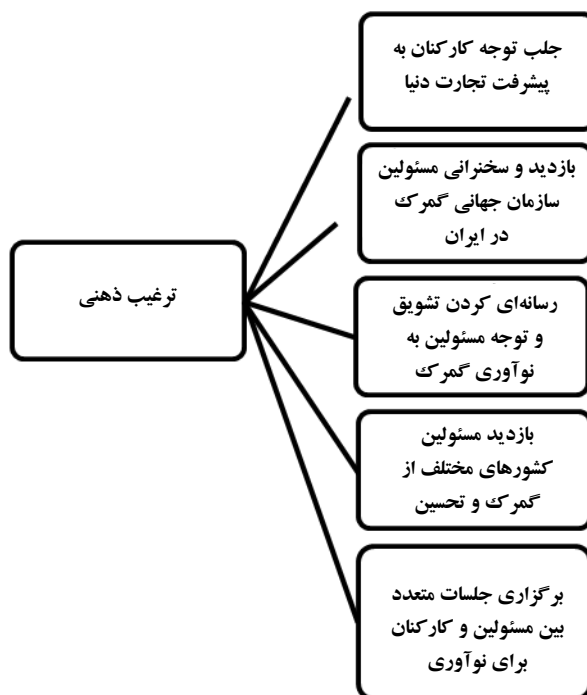 جلب توجه کارکنان به
پیشرفت تجارت دنیا
بازدید و سخنرانی مسئولین
سازمان جهانی گمرک
در ایران
ترغیب ذهنی
رسانه‌ای کردن تشویق
و توجه مسئولین به
نوآوری گمرک
بازدید مسئولین
کشورهای مختلف از
گمرک و تحسین
برگزاری جلسات متعدد
بین مسئولین و کارکنان
برای نوآوری